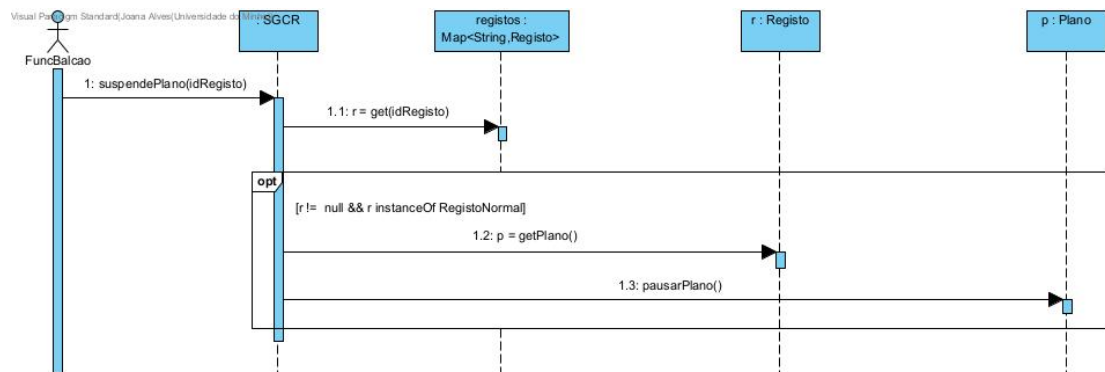 Visual Paradigm Standard(Joana Alves(Universidade do Minho))
: SGCR
registos :
Map<String,Registo>
r : Registo
p : Plano
FuncBalcao
1: suspendePlano(idRegisto)
1.1: r = get(idRegisto)
opt
[r != null && r instanceOf RegistoNormal]
1.2: p = getPlano()
1.3: pausarPlano()